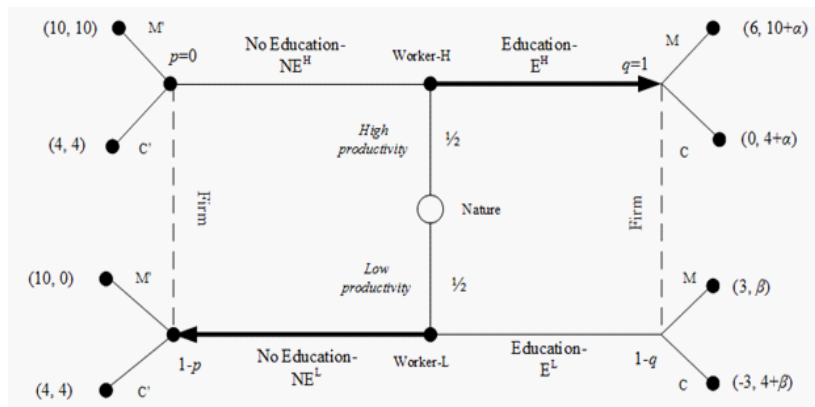 (10, 10) M' (6, 10+α)
p=0 No Education- Worker-H Education- q=1 M
NE^H E^H
(4, 4) C' C (0, 4+α)
High
productivity ½
Firm Nature Firm
Low
productivity ½
(10, 0) M' M (3, β)
1-p No Education- Worker-L Education- 1-q
NE^L E^L
(4, 4) C' C (-3, 4+β)